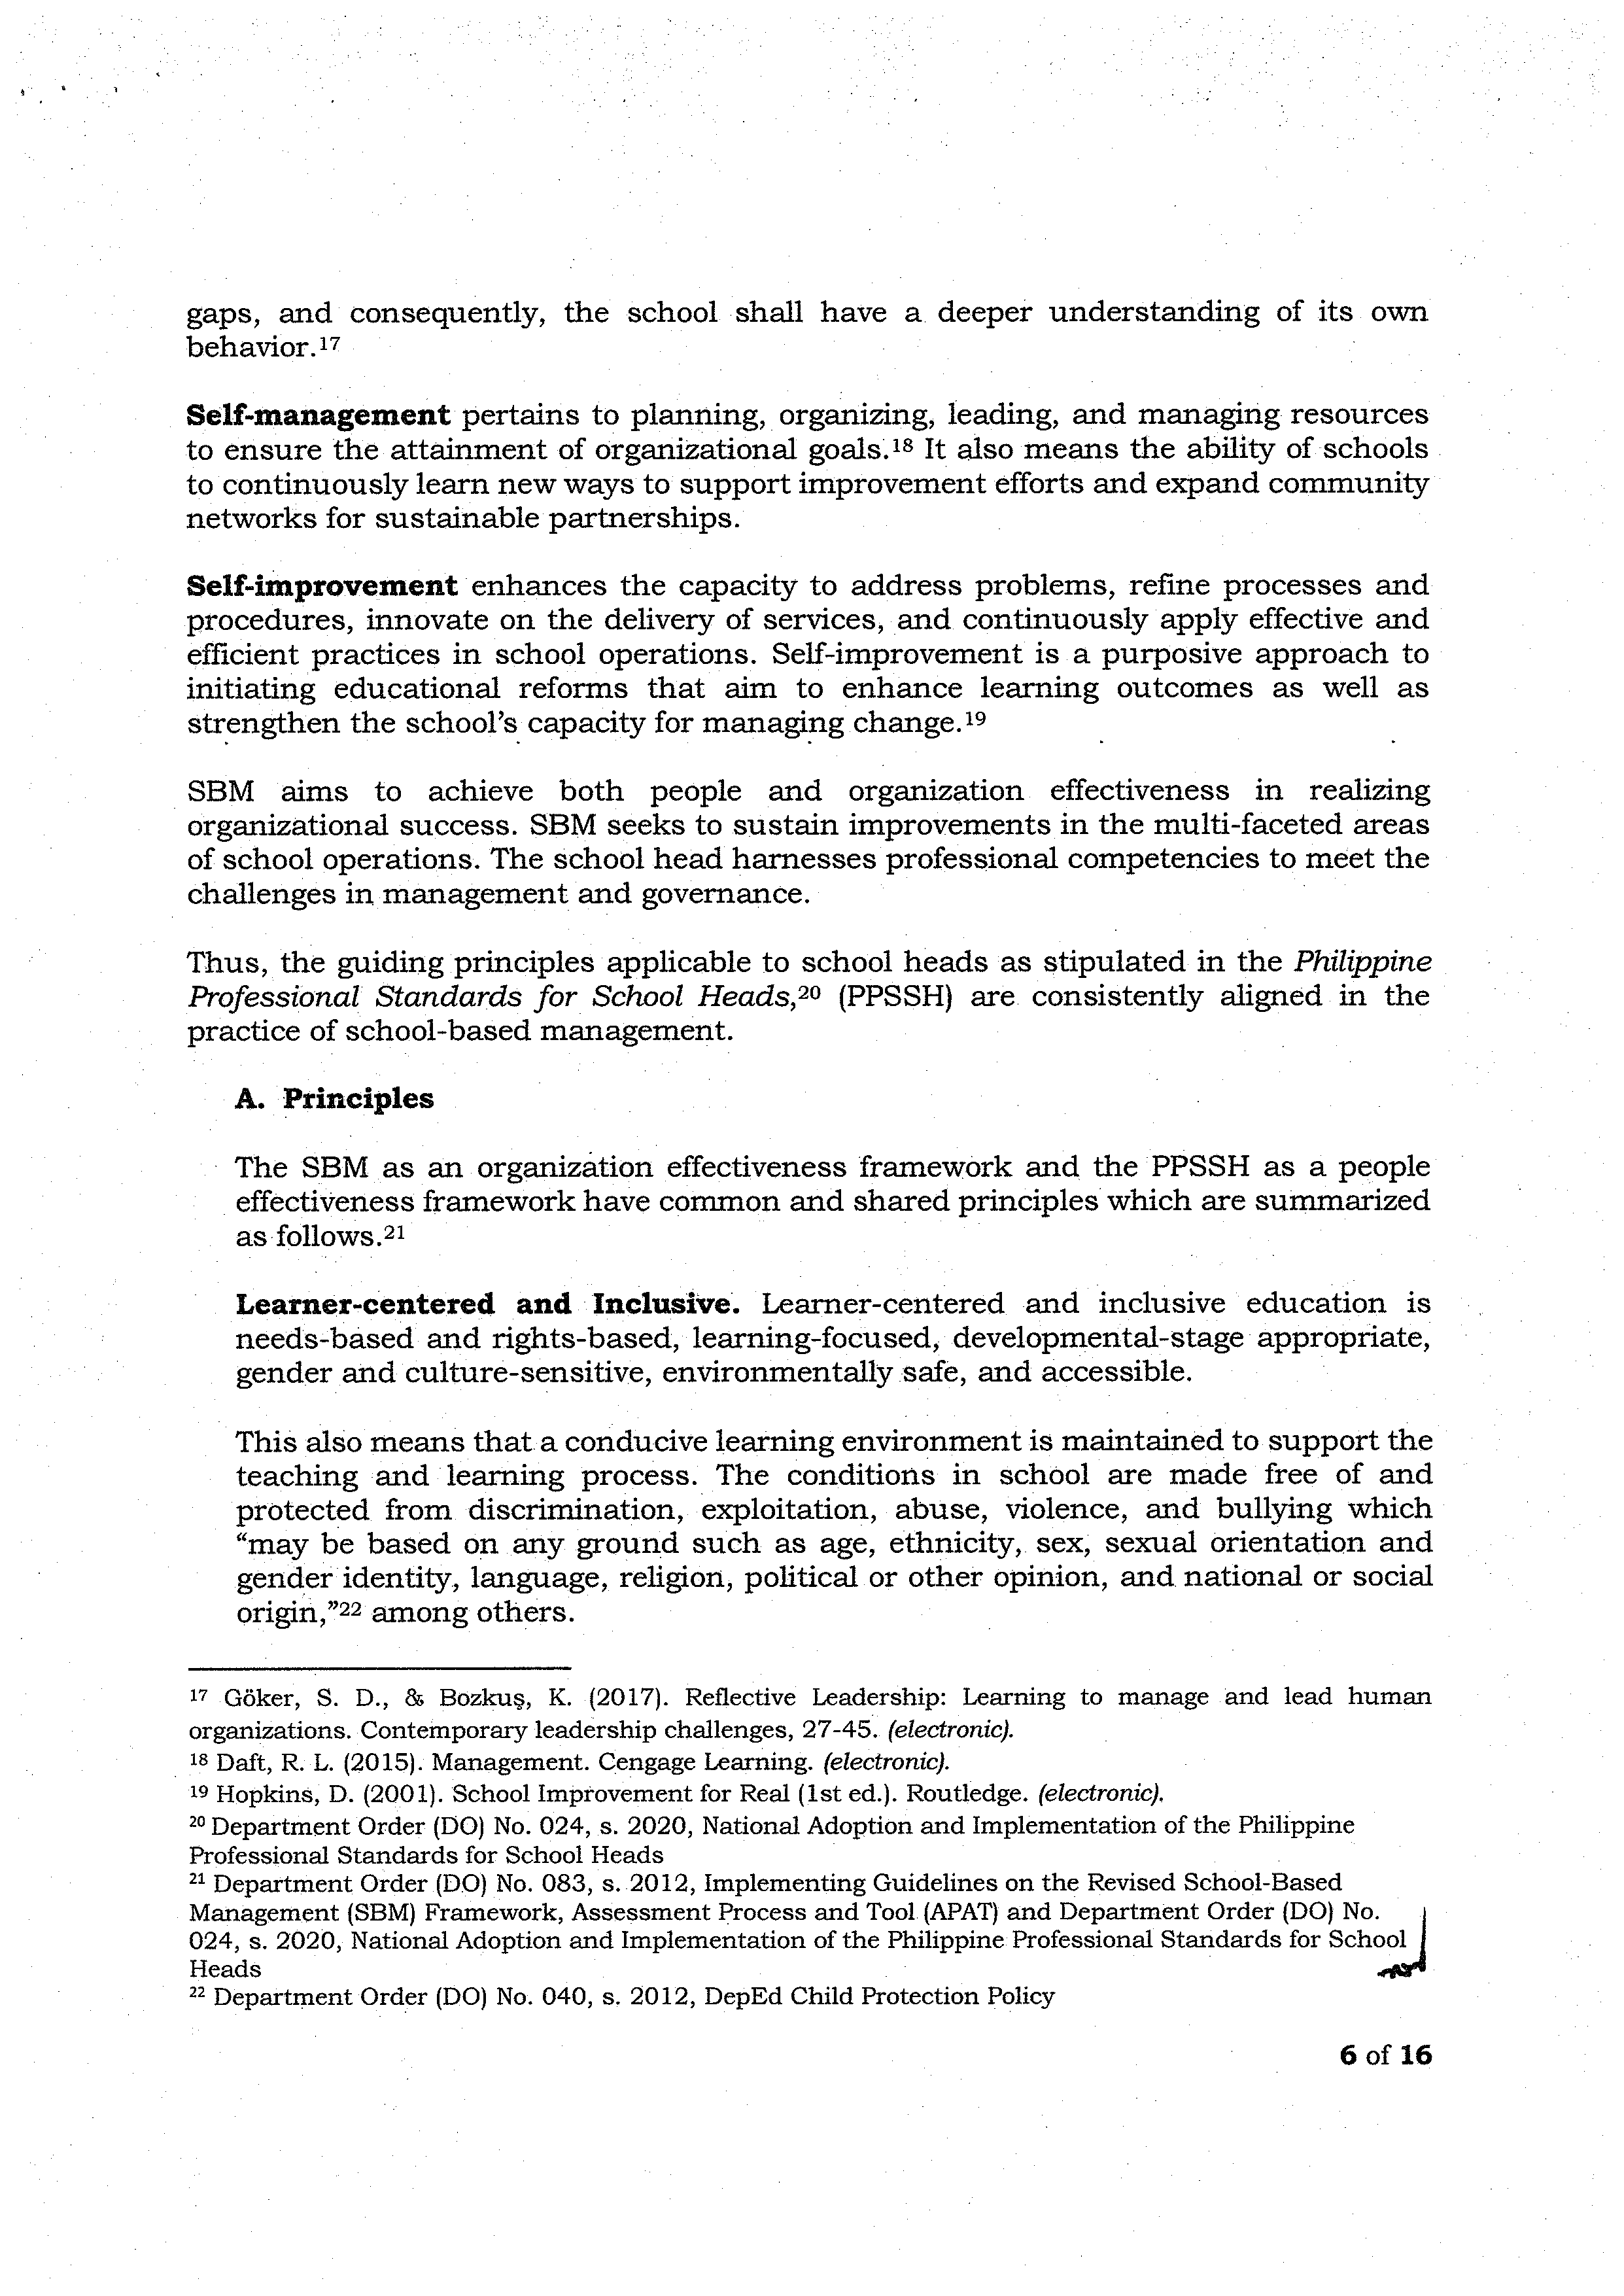 gaps, and consequently, the school shall have a deeper understanding of its own
behavior.17
Self-management pertains to planning, organizing, leading, and managing resources
to ensure the attainment of organizational goals.18 It also means the ability of schools
to continuously learn new ways to support improvement efforts and expand community
networks for sustainable partnerships.
Self-improvement enhances the capacity to address problems, refine processes and
procedures, innovate on the delivery of services, and continuously apply effective and
efficient practices in school operations. Self-improvement is a purposive approach to
initiating educational reforms that aim to enhance learning outcomes as well as
strengthen the school's capacity for managing change.19
SBM aims to achieve both people and organization effectiveness in realizing
organizational success. SBM seeks to sustain improvements in the multi-faceted areas
of school operations. The school head harnesses professional competencies to meet the
challenges in management and governance.
Thus, the guiding principles applicable to school heads as stipulated in the Philippine
Professional Standards for School Heads,20 (PPSSH) are consistently aligned in the
practice of school-based management.
A. Principles
The SBM as an organization effectiveness framework and the PPSSH as a people
effectiveness framework have common and shared principles which are summarized
as follows.21
Learner-centered and Inclusive. Learner-centered and inclusive education is
needs-based and rights-based, learning-focused, developmental-stage appropriate,
gender and culture-sensitive, environmentally safe, and accessible.
This also means that a conducive learning environment is maintained to support the
teaching and learning process. The conditions in school are made free of and
protected from discrimination, exploitation, abuse, violence, and bullying which
“may be based on any ground such as age, ethnicity, sex, sexual orientation and
gender identity, language, religion, political or other opinion, and national or social
origin,”22 among others.
17 Göker, S. D., & Bozkuş, K. (2017). Reflective Leadership: Learning to manage and lead human
organizations. Contemporary leadership challenges, 27-45. (electronic).
18 Daft, R. L. (2015). Management. Cengage Learning. (electronic).
19 Hopkins, D. (2001). School Improvement for Real (1st ed.). Routledge. (electronic).
20 Department Order (DO) No. 024, s. 2020, National Adoption and Implementation of the Philippine
Professional Standards for School Heads
21 Department Order (DO) No. 083, s. 2012, Implementing Guidelines on the Revised School-Based
Management (SBM) Framework, Assessment Process and Tool (APAT) and Department Order (DO) No.
024, s. 2020, National Adoption and Implementation of the Philippine Professional Standards for School
Heads
22 Department Order (DO) No. 040, s. 2012, DepEd Child Protection Policy
6 of 16